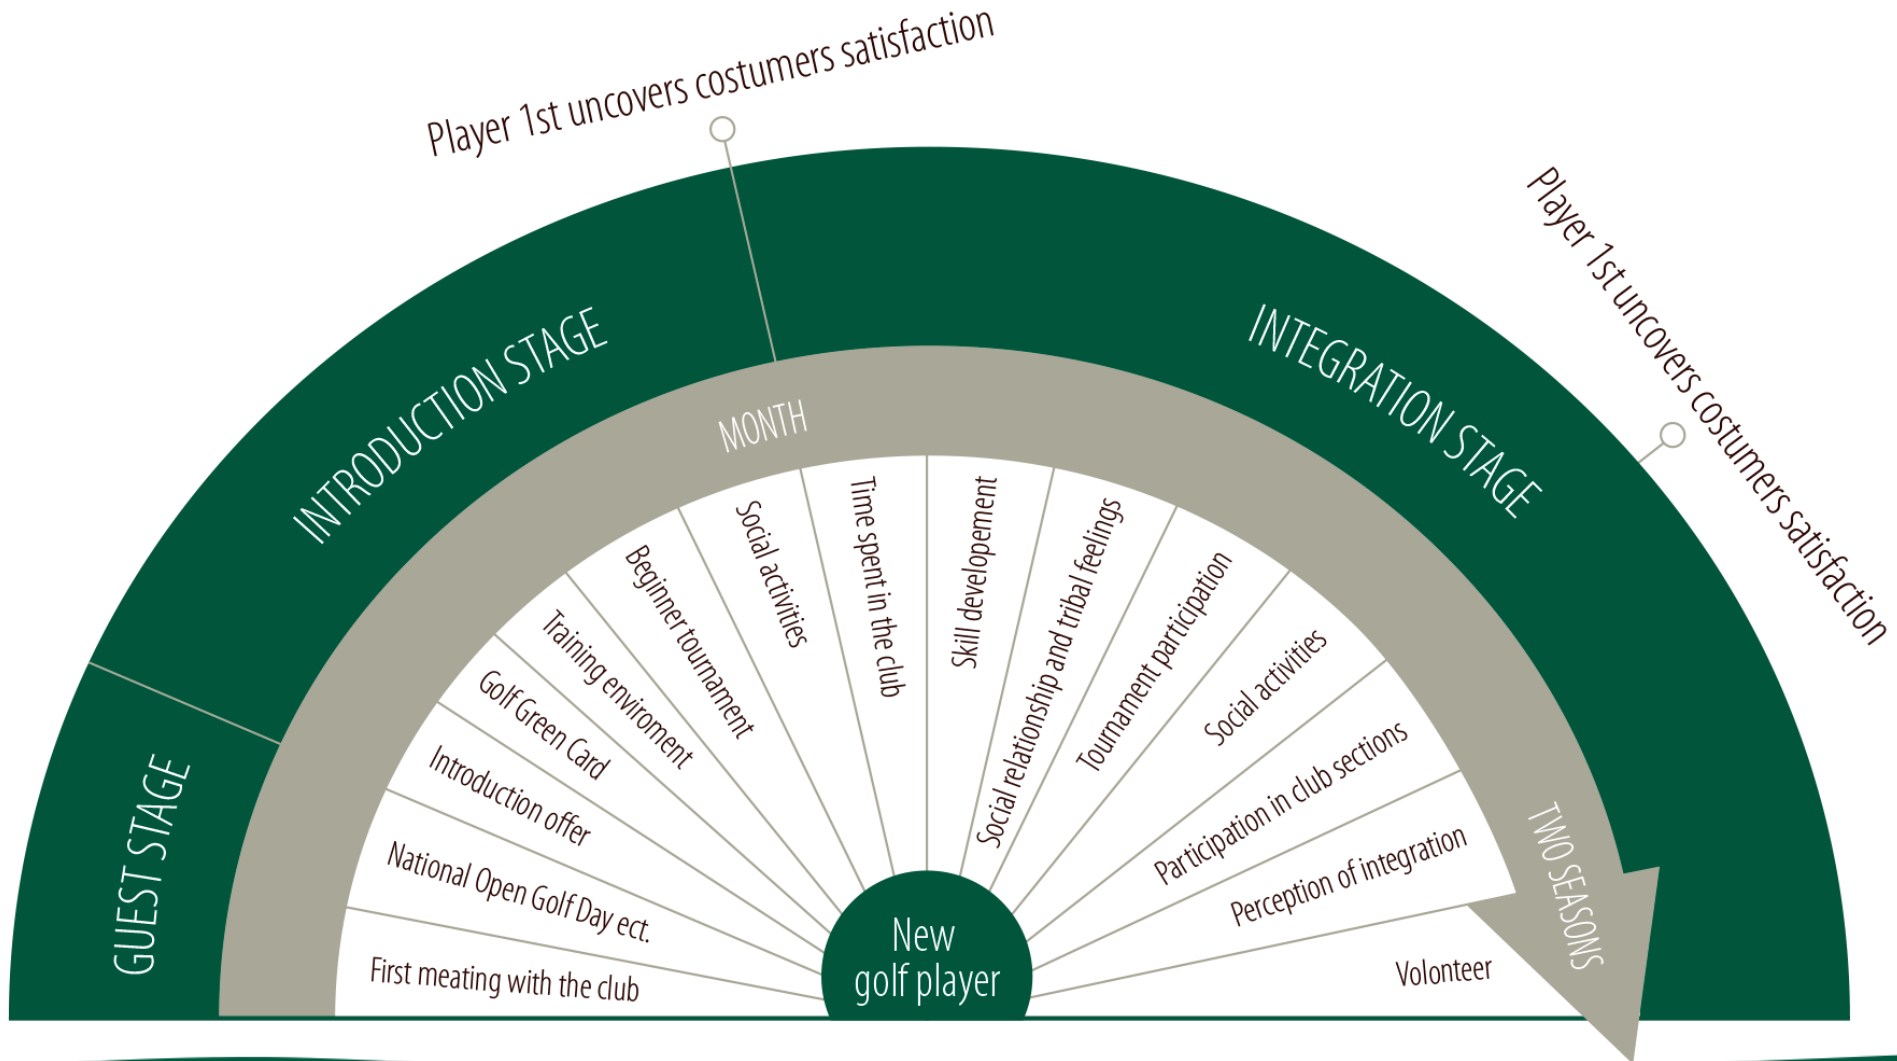 Player 1st uncovers costumers satisfaction
Player 1st uncovers costumers satisfaction
GUEST STAGE
INTRODUCTION STAGE
INTEGRATION STAGE
MONTH
TWO SEASONS
First meating with the club
National Open Golf Day ect.
Introduction offer
Golf Green Card
Training enviroment
Beginner tournament
Social activities
Time spent in the club
Skill developement
Social relationship and tribal feelings
Tournament participation
Social activities
Participation in club sections
Perception of integration
Volonteer
New
golf player